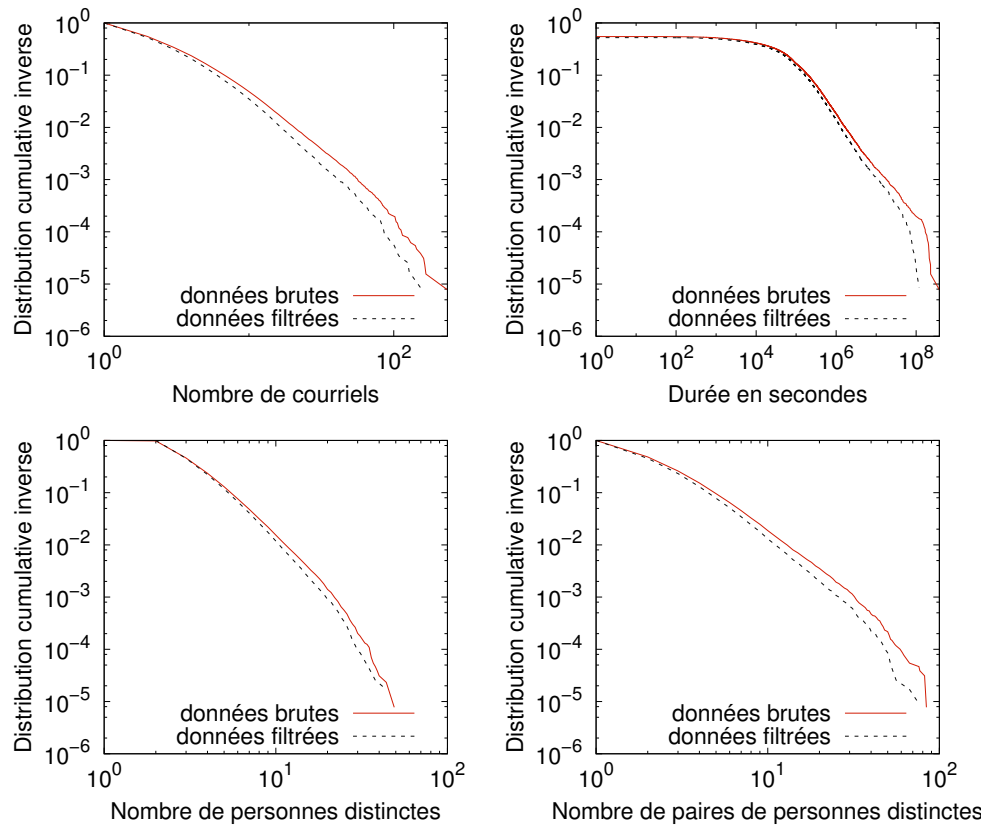 Distribution cumulative inverse
10^0
10^-1
10^-2
10^-3
10^-4
10^-5
10^-6
données brutes
données filtrées
10^0 10^2
Nombre de courriels
Distribution cumulative inverse
10^0
10^-1
10^-2
10^-3
10^-4
10^-5
10^-6
données brutes
données filtrées
10^0 10^2 10^4 10^6 10^8
Durée en secondes
Distribution cumulative inverse
10^0
10^-1
10^-2
10^-3
10^-4
10^-5
10^-6
données brutes
données filtrées
10^0 10^1 10^2
Nombre de personnes distinctes
Distribution cumulative inverse
10^0
10^-1
10^-2
10^-3
10^-4
10^-5
10^-6
données brutes
données filtrées
10^0 10^1 10^2
Nombre de paires de personnes distinctes